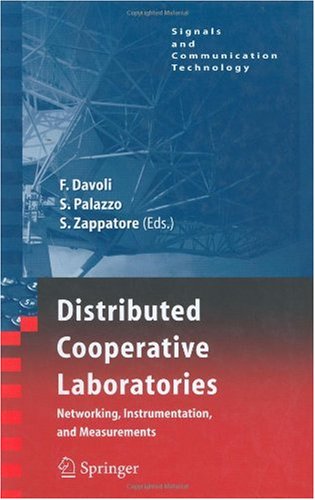 Signals
and
Communication
Technology
F. Davoli
S. Palazzo
S. Zappatore (Eds.)
Distributed
Cooperative
Laboratories
Networking, Instrumentation,
and Measurements
Springer